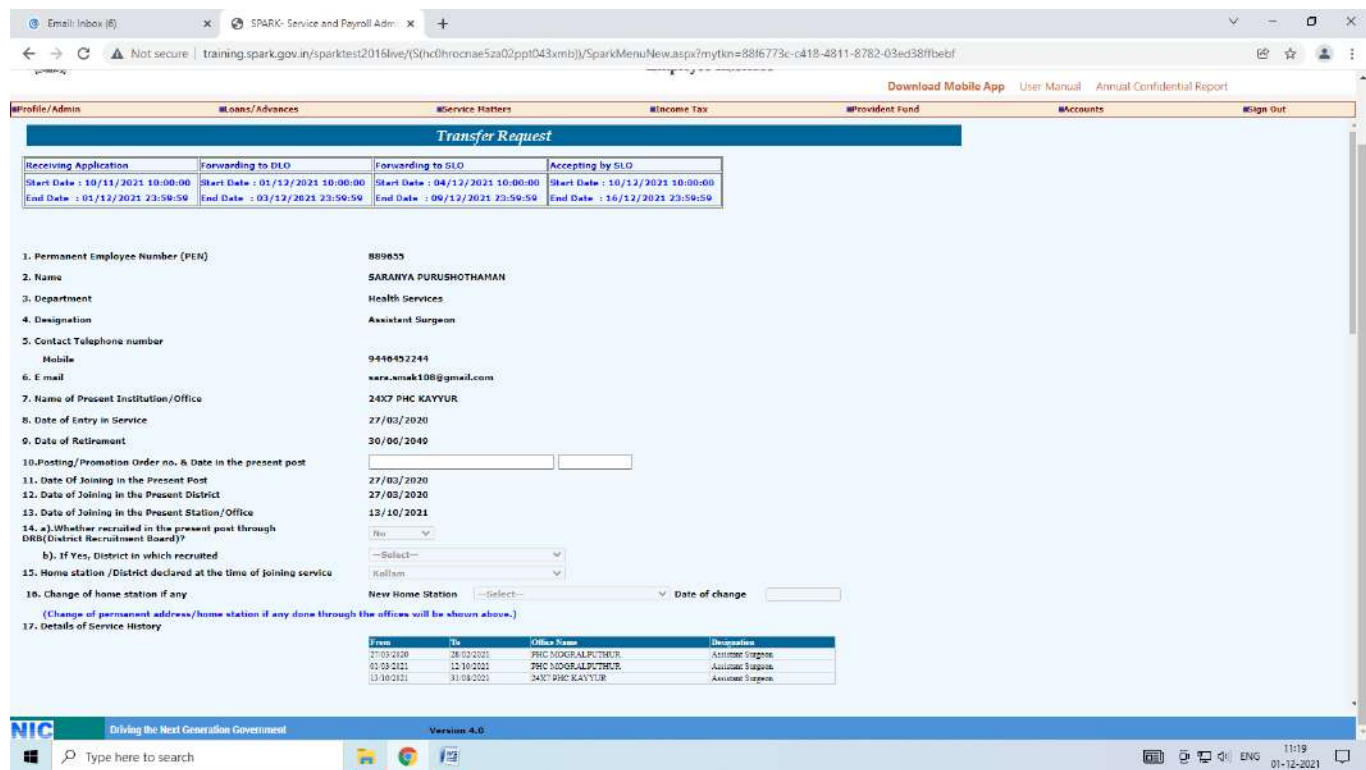 Email: Inbox (6)
SPARK- Service and Payroll Adm
Not secure | training.spark.gov.in/sparktest2016live/(S(hc0hrocnae5za02ppt043xmb))/SparkMenuNew.aspx?mytkn=88f6773c-c418-4811-8782-03ed38ffbebf
Download Mobile App User Manual Annual Confidential Report
Profile/Admin Loans/Advances Service Matters Income Tax Provident Fund Accounts Sign Out
Transfer Request
Receiving Application Forwarding to DLO Forwarding to SLO Accepting by SLO
Start Date : 10/11/2021 10:00:00 Start Date : 01/12/2021 10:00:00 Start Date : 04/12/2021 10:00:00 Start Date : 10/12/2021 10:00:00
End Date : 01/12/2021 23:59:59 End Date : 03/12/2021 23:59:59 End Date : 09/12/2021 23:59:59 End Date : 16/12/2021 23:59:59
1. Permanent Employee Number (PEN) 889655
2. Name SARANYA PURUSHOTHAMAN
3. Department Health Services
4. Designation Assistant Surgeon
5. Contact Telephone number
Mobile 9446452244
6. E mail sara.smak108@gmail.com
7. Name of Present Institution/Office 24X7 PHC KAYYUR
8. Date of Entry in Service 27/03/2020
9. Date of Retirement 30/06/2049
10.Posting/Promotion Order no. & Date in the present post
11. Date Of Joining in the Present Post 27/03/2020
12. Date of Joining in the Present District 27/03/2020
13. Date of Joining in the Present Station/Office 13/10/2021
14. a).Whether recruited in the present post through
DRB(District Recruitment Board)? No
b). If Yes, District in which recruited --Select--
15. Home station /District declared at the time of joining service Kollam
16. Change of home station if any New Home Station --Select-- Date of change
(Change of permanent address/home station if any done through the offices will be shown above.)
17. Details of Service History
From To Office Name Designation
27/03/2020 28/02/2021 PHC MOGRALPUTHUR Assistant Surgeon
01/03/2021 12/10/2021 PHC MOGRALPUTHUR Assistant Surgeon
13/10/2021 31/08/2021 24X7 PHC KAYYUR Assistant Surgeon
NIC Driving the Next Generation Government Version 4.0
Type here to search
ENG 11:19
01-12-2021